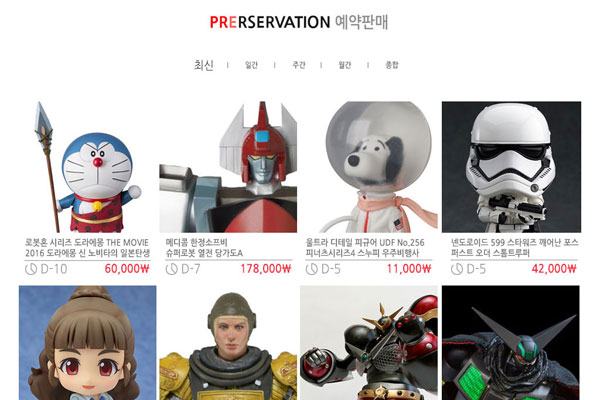 PRERSERVATION 예약판매
최신 | 일간 | 주간 | 월간 | 종합
로봇혼 시리즈 도라에몽 THE MOVIE
2016 도라에몽 신 노비타의 일본탄생
D-10 60,000₩
메디콤 한정소프비
슈퍼로봇 열전 당가도A
D-7 178,000₩
울트라 디테일 피규어 UDF No,256
피너츠시리즈4 스누피 우주비행사
D-5 11,000₩
넨도로이드 599 스타워즈 깨어난 포스
퍼스트 오더 스톰트루퍼
D-5 42,000₩